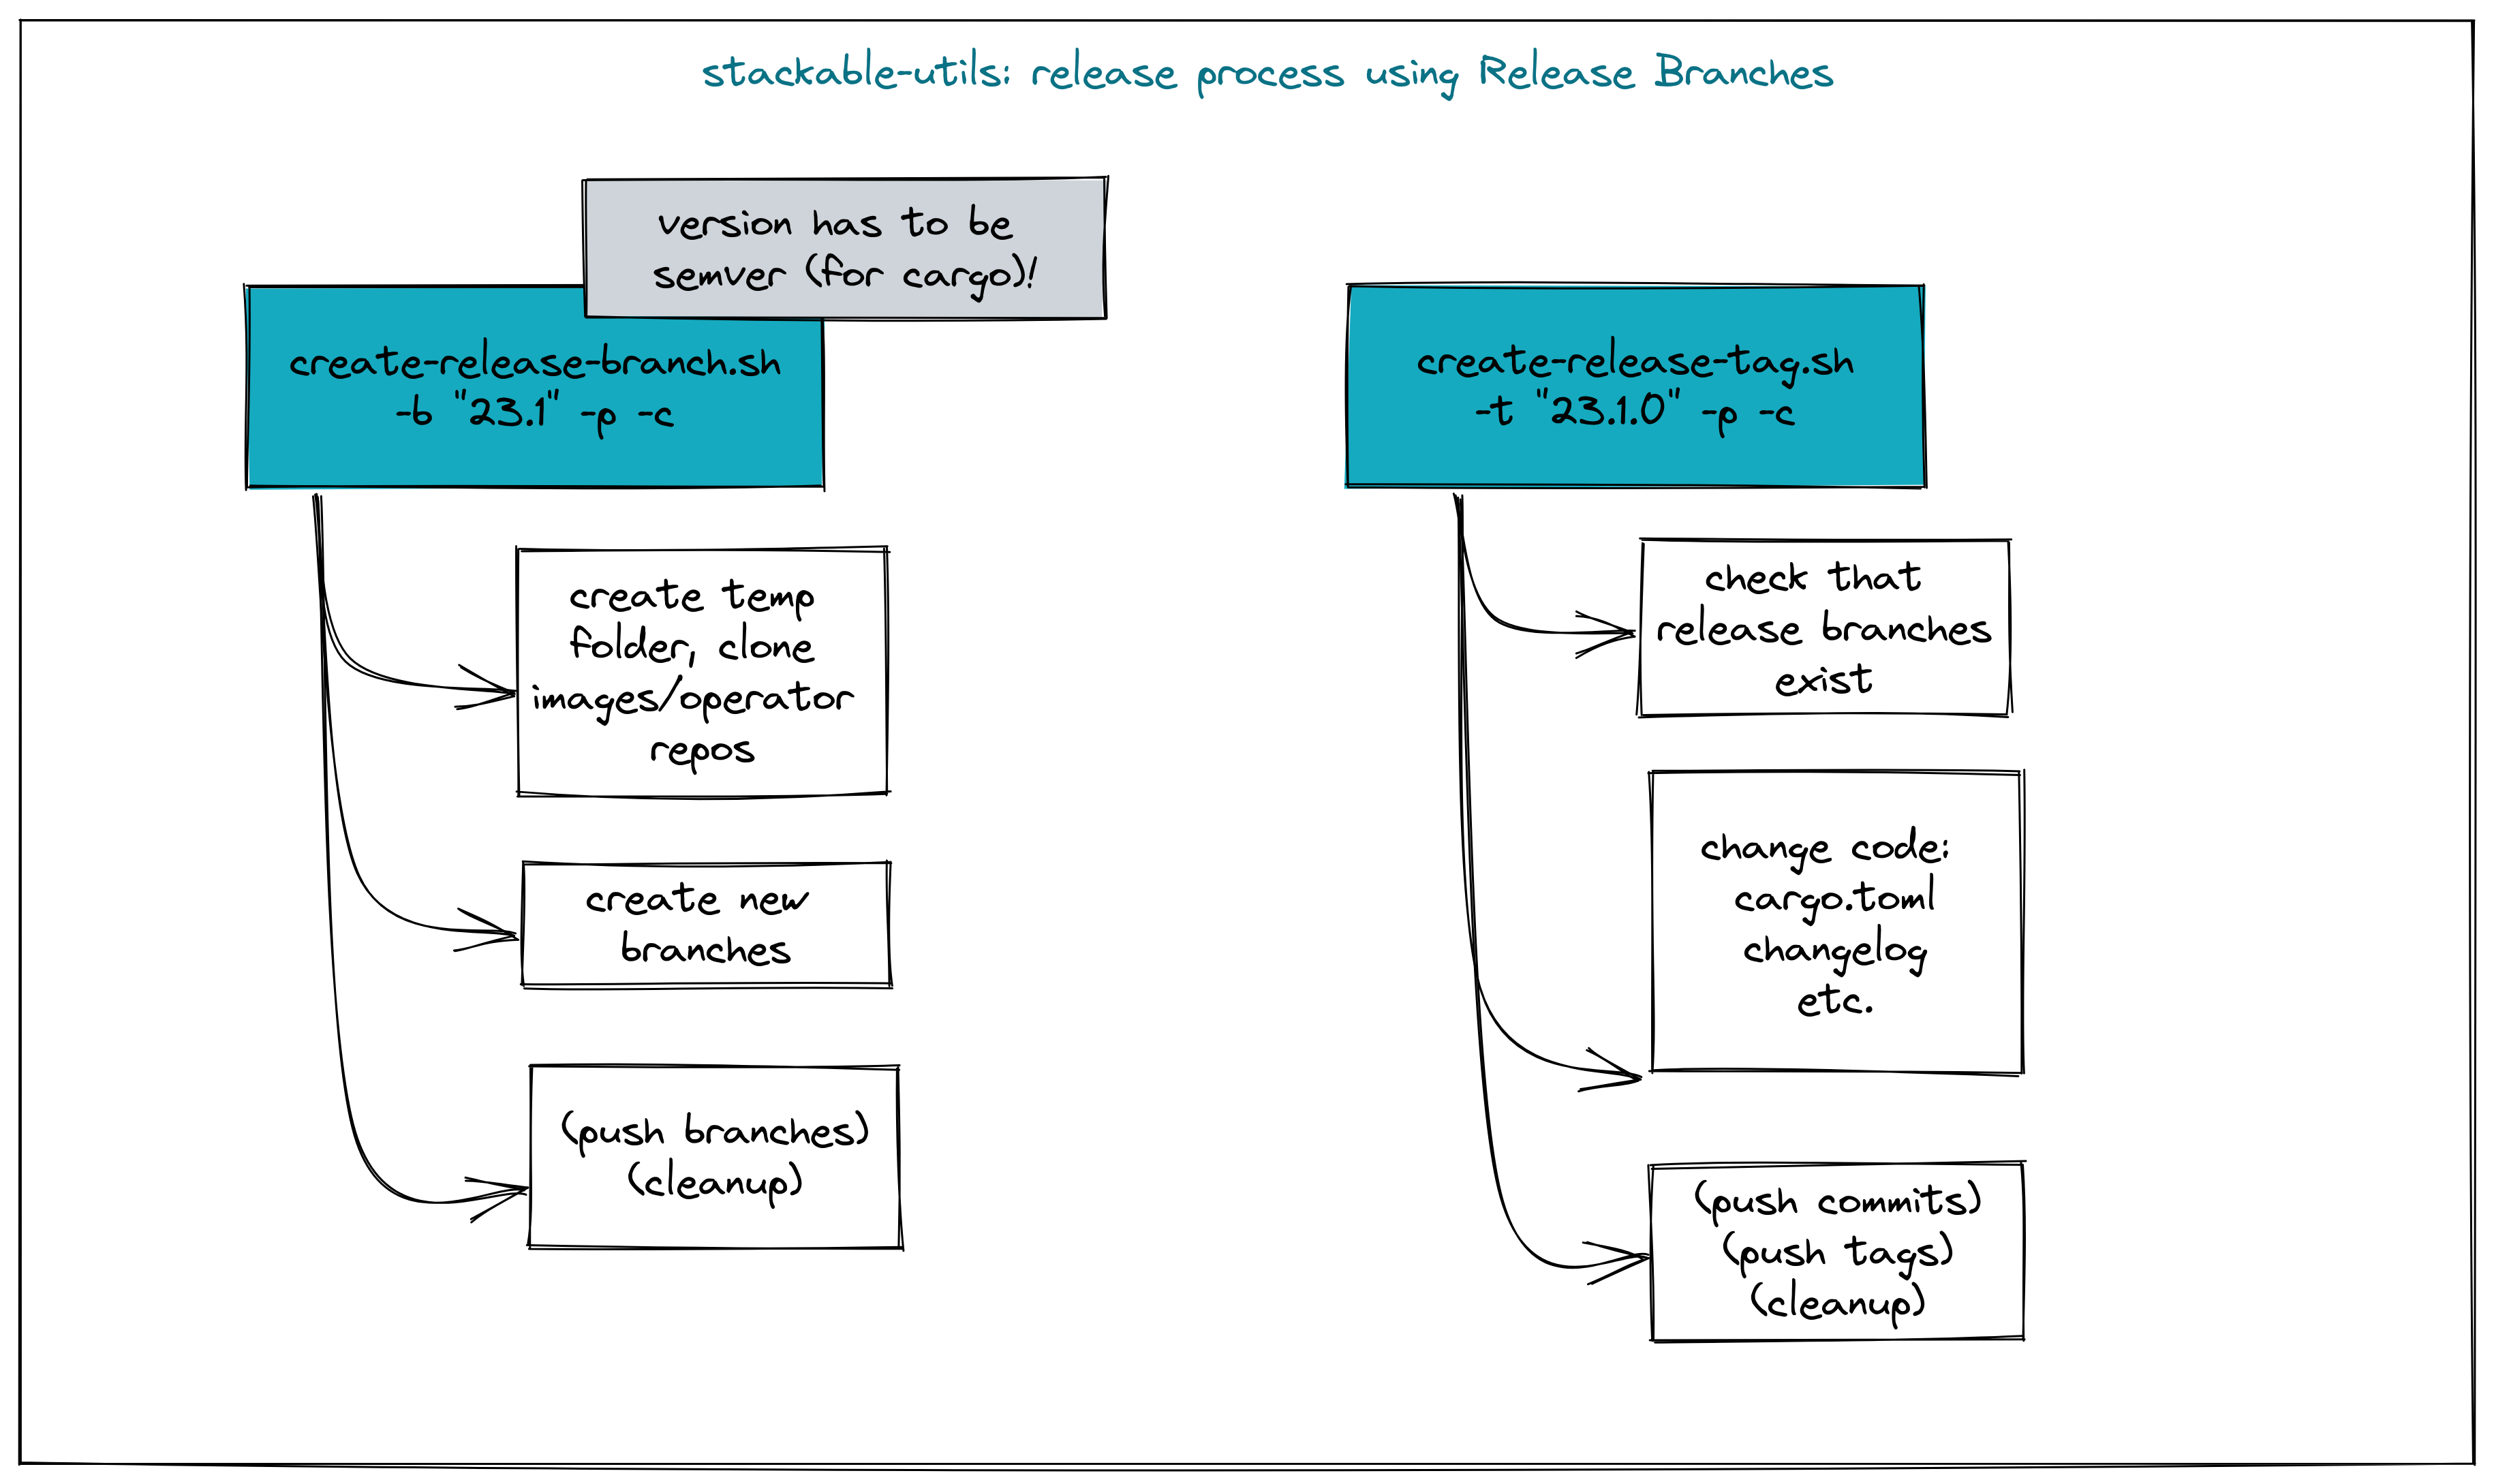 stackable-utils: release process using Release Branches
version has to be
semver (for cargo)!
create-release-branch.sh
-b "23.1" -p -c
create temp
folder, clone
images/operator
repos
create new
branches
(push branches)
(cleanup)
create-release-tag.sh
-t "23.1.0" -p -c
check that
release branches
exist
change code:
cargo.toml
changelog
etc.
(push commits)
(push tags)
(cleanup)